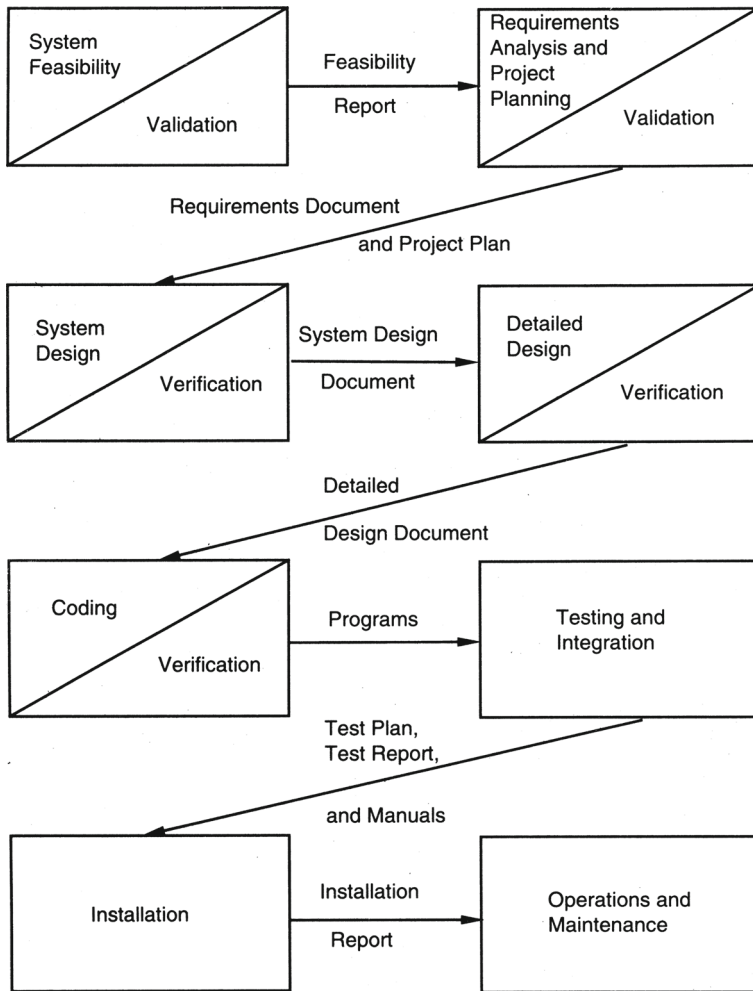 System
Feasibility
Validation
Feasibility
Report
Requirements
Analysis and
Project
Planning
Validation
Requirements Document
and Project Plan
System
Design
Verification
System Design
Document
Detailed
Design
Verification
Detailed
Design Document
Coding
Verification
Programs
Testing and
Integration
Test Plan,
Test Report,
and Manuals
Installation
Installation
Report
Operations and
Maintenance